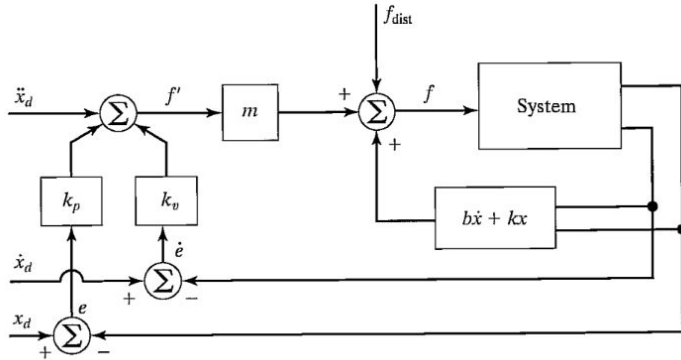 f_dist
ẍ_d
Σ
f′
m
+
Σ
f
System
+
k_p
k_v
bẋ + kx
ė
ẋ_d
+
Σ
−
e
x_d
+
Σ
−